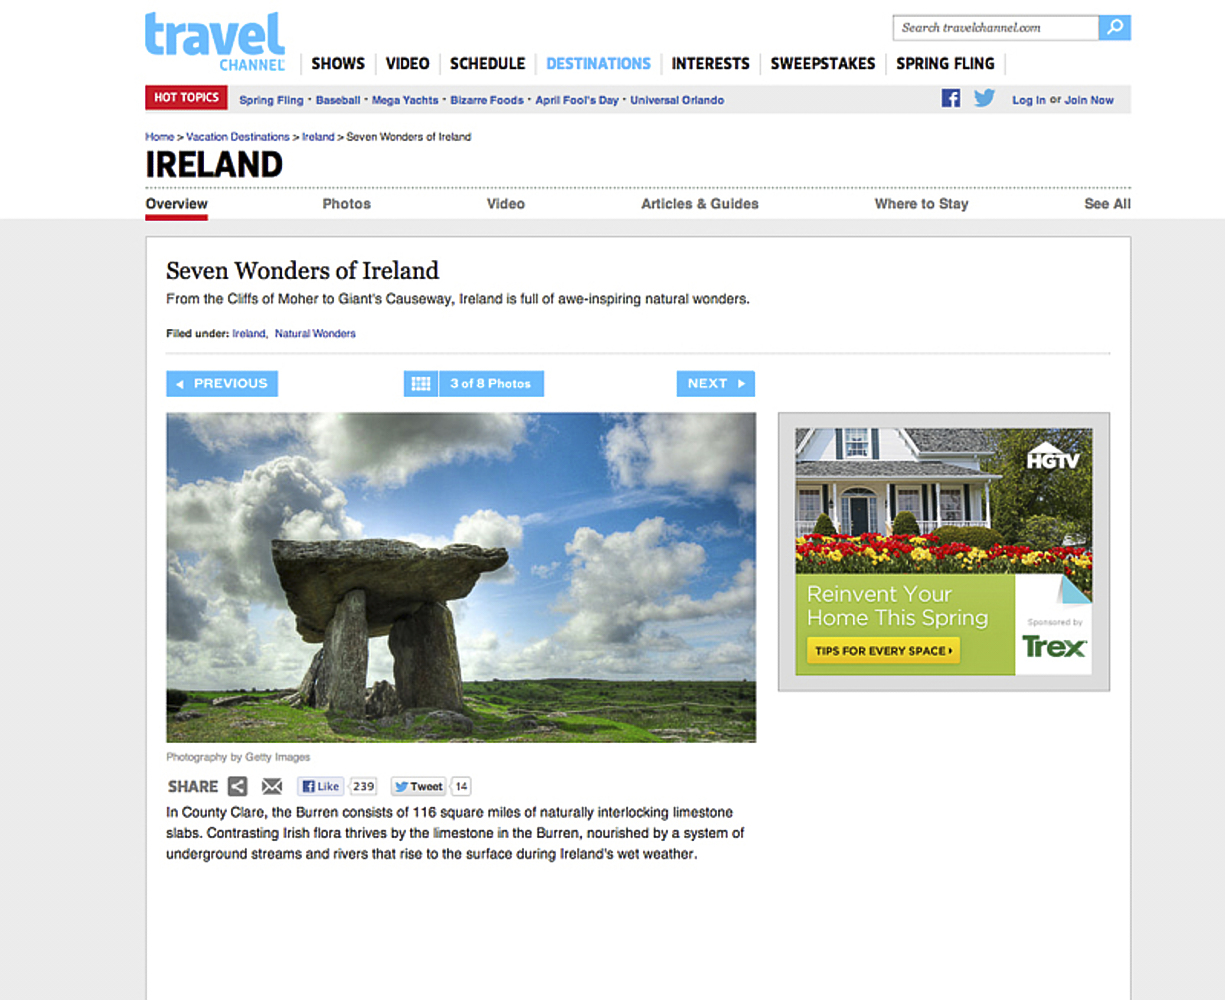 travel
CHANNEL
Search travelchannel.com
SHOWS VIDEO SCHEDULE DESTINATIONS INTERESTS SWEEPSTAKES SPRING FLING
HOT TOPICS Spring Fling · Baseball · Mega Yachts · Bizarre Foods · April Fool's Day · Universal Orlando Log In or Join Now
Home > Vacation Destinations > Ireland > Seven Wonders of Ireland
IRELAND
Overview Photos Video Articles & Guides Where to Stay See All
Seven Wonders of Ireland
From the Cliffs of Moher to Giant's Causeway, Ireland is full of awe-inspiring natural wonders.
Filed under: Ireland, Natural Wonders
PREVIOUS 3 of 8 Photos NEXT
HGTV
Reinvent Your
Home This Spring
TIPS FOR EVERY SPACE
Sponsored by
Trex
Photography by Getty Images
SHARE Like 239 Tweet 14
In County Clare, the Burren consists of 116 square miles of naturally interlocking limestone
slabs. Contrasting Irish flora thrives by the limestone in the Burren, nourished by a system of
underground streams and rivers that rise to the surface during Ireland's wet weather.